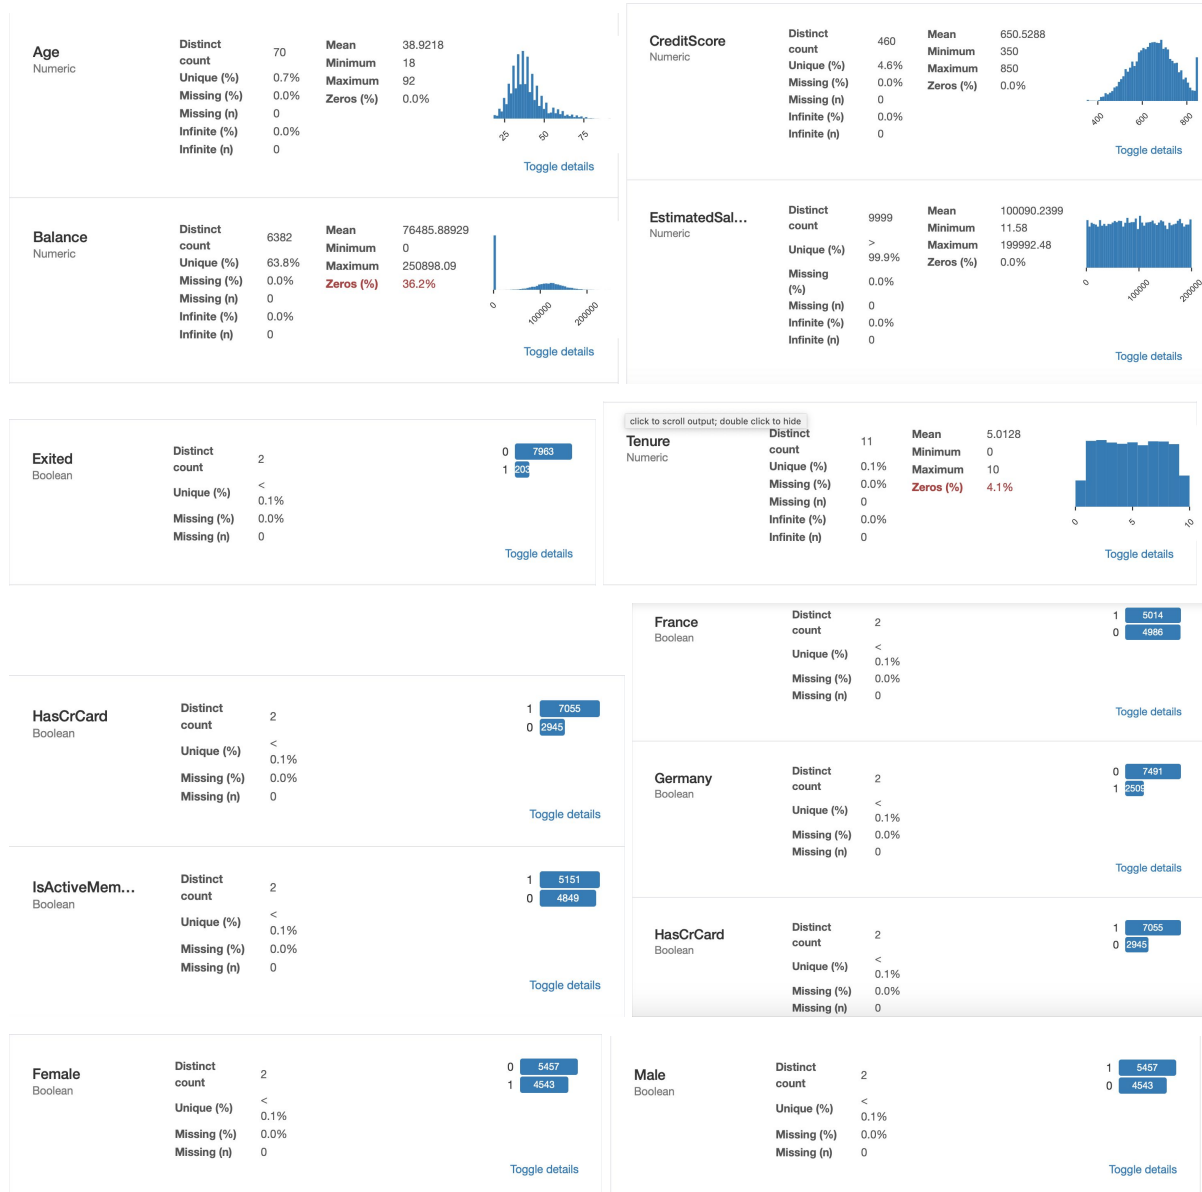 Age
Numeric
Distinct count 70
Unique (%) 0.7%
Missing (%) 0.0%
Missing (n) 0
Infinite (%) 0.0%
Infinite (n) 0
Mean 38.9218
Minimum 18
Maximum 92
Zeros (%) 0.0%
25 50 75
Toggle details
CreditScore
Numeric
Distinct count 460
Unique (%) 4.6%
Missing (%) 0.0%
Missing (n) 0
Infinite (%) 0.0%
Infinite (n) 0
Mean 650.5288
Minimum 350
Maximum 850
Zeros (%) 0.0%
400 600 800
Toggle details
Balance
Numeric
Distinct count 6382
Unique (%) 63.8%
Missing (%) 0.0%
Missing (n) 0
Infinite (%) 0.0%
Infinite (n) 0
Mean 76485.88929
Minimum 0
Maximum 250898.09
Zeros (%) 36.2%
0 100000 200000
Toggle details
EstimatedSal...
Numeric
Distinct count 9999
Unique (%) > 99.9%
Missing (%) 0.0%
Missing (n) 0
Infinite (%) 0.0%
Infinite (n) 0
Mean 100090.2399
Minimum 11.58
Maximum 199992.48
Zeros (%) 0.0%
0 100000 200000
Toggle details
Exited
Boolean
Distinct count 2
Unique (%) < 0.1%
Missing (%) 0.0%
Missing (n) 0
0 7963
1 203
Toggle details
click to scroll output; double click to hide
Tenure
Numeric
Distinct count 11
Unique (%) 0.1%
Missing (%) 0.0%
Missing (n) 0
Infinite (%) 0.0%
Infinite (n) 0
Mean 5.0128
Minimum 0
Maximum 10
Zeros (%) 4.1%
0 5 10
Toggle details
HasCrCard
Boolean
Distinct count 2
Unique (%) < 0.1%
Missing (%) 0.0%
Missing (n) 0
1 7055
0 2945
Toggle details
IsActiveMem...
Boolean
Distinct count 2
Unique (%) < 0.1%
Missing (%) 0.0%
Missing (n) 0
1 5151
0 4849
Toggle details
France
Boolean
Distinct count 2
Unique (%) < 0.1%
Missing (%) 0.0%
Missing (n) 0
1 5014
0 4986
Toggle details
Germany
Boolean
Distinct count 2
Unique (%) < 0.1%
Missing (%) 0.0%
Missing (n) 0
0 7491
1 2509
Toggle details
HasCrCard
Boolean
Distinct count 2
Unique (%) < 0.1%
Missing (%) 0.0%
Missing (n) 0
1 7055
0 2945
Female
Boolean
Distinct count 2
Unique (%) < 0.1%
Missing (%) 0.0%
Missing (n) 0
0 5457
1 4543
Toggle details
Male
Boolean
Distinct count 2
Unique (%) < 0.1%
Missing (%) 0.0%
Missing (n) 0
1 5457
0 4543
Toggle details